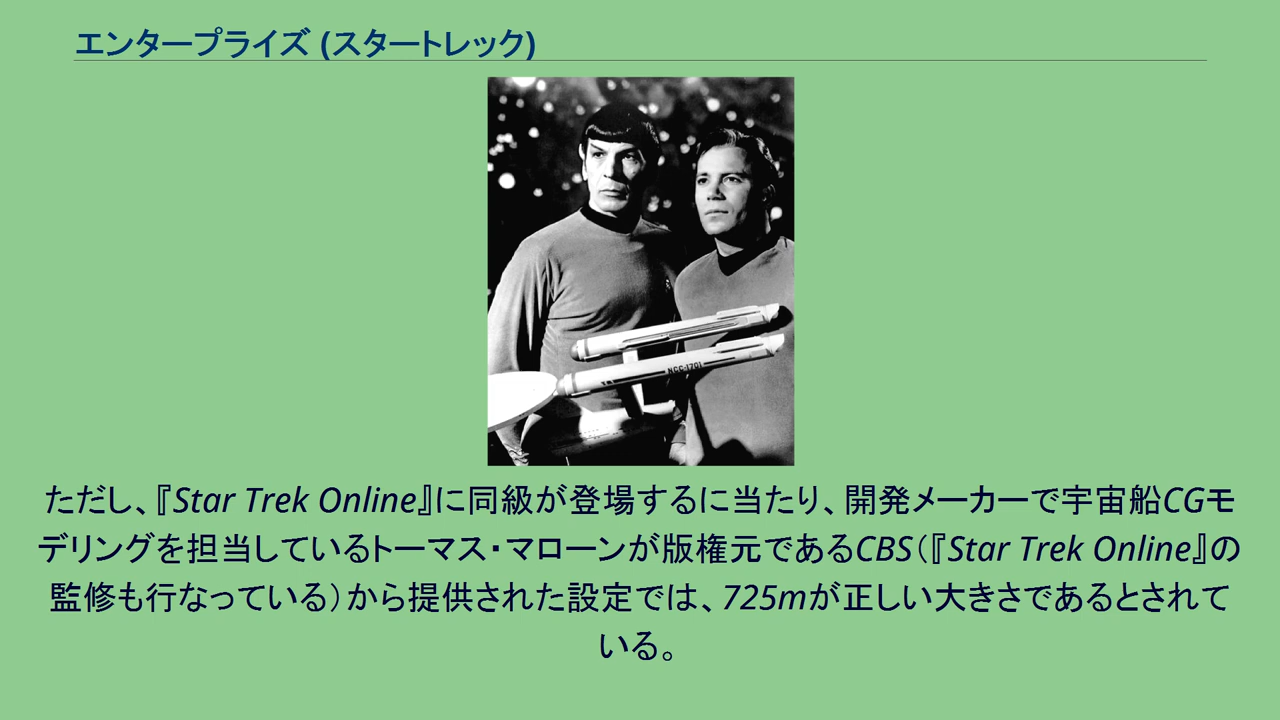 エンタープライズ (スタートレック)
NCC-1701
ただし、『Star Trek Online』に同級が登場するに当たり、開発メーカーで宇宙船CGモ
デリングを担当しているトーマス・マローンが版権元であるCBS（『Star Trek Online』の
監修も行なっている）から提供された設定では、725mが正しい大きさであるとされて
いる。